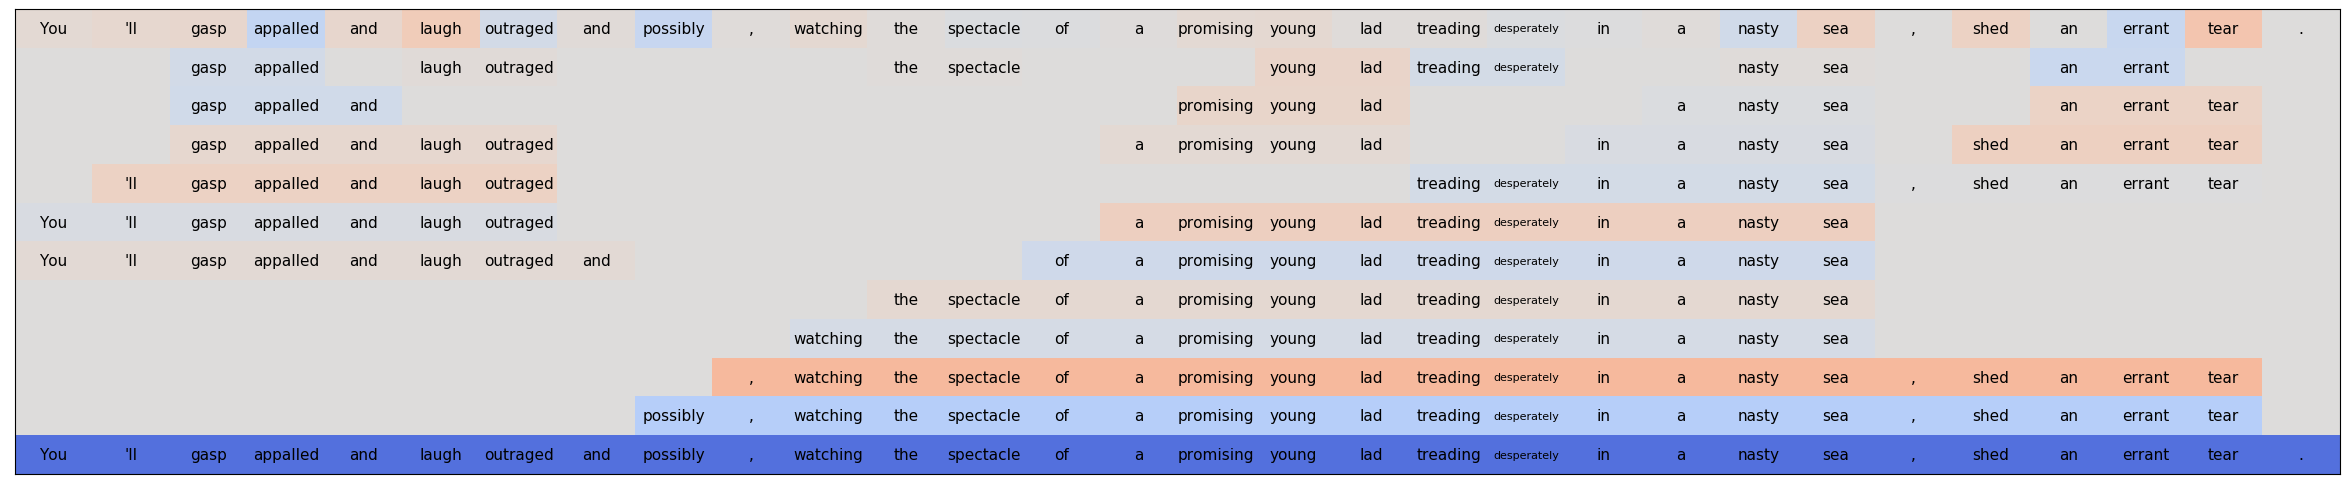 You 'll gasp appalled and laugh outraged and possibly , watching the spectacle of a promising young lad treading desperately in a nasty sea , shed an errant tear .
gasp appalled laugh outraged the spectacle young lad treading desperately nasty sea an errant
gasp appalled and promising young lad a nasty sea an errant tear
gasp appalled and laugh outraged a promising young lad in a nasty sea shed an errant tear
'll gasp appalled and laugh outraged treading desperately in a nasty sea , shed an errant tear
You 'll gasp appalled and laugh outraged a promising young lad treading desperately in a nasty sea
You 'll gasp appalled and laugh outraged and of a promising young lad treading desperately in a nasty sea
the spectacle of a promising young lad treading desperately in a nasty sea
watching the spectacle of a promising young lad treading desperately in a nasty sea
, watching the spectacle of a promising young lad treading desperately in a nasty sea , shed an errant tear
possibly , watching the spectacle of a promising young lad treading desperately in a nasty sea , shed an errant tear
You 'll gasp appalled and laugh outraged and possibly , watching the spectacle of a promising young lad treading desperately in a nasty sea , shed an errant tear .